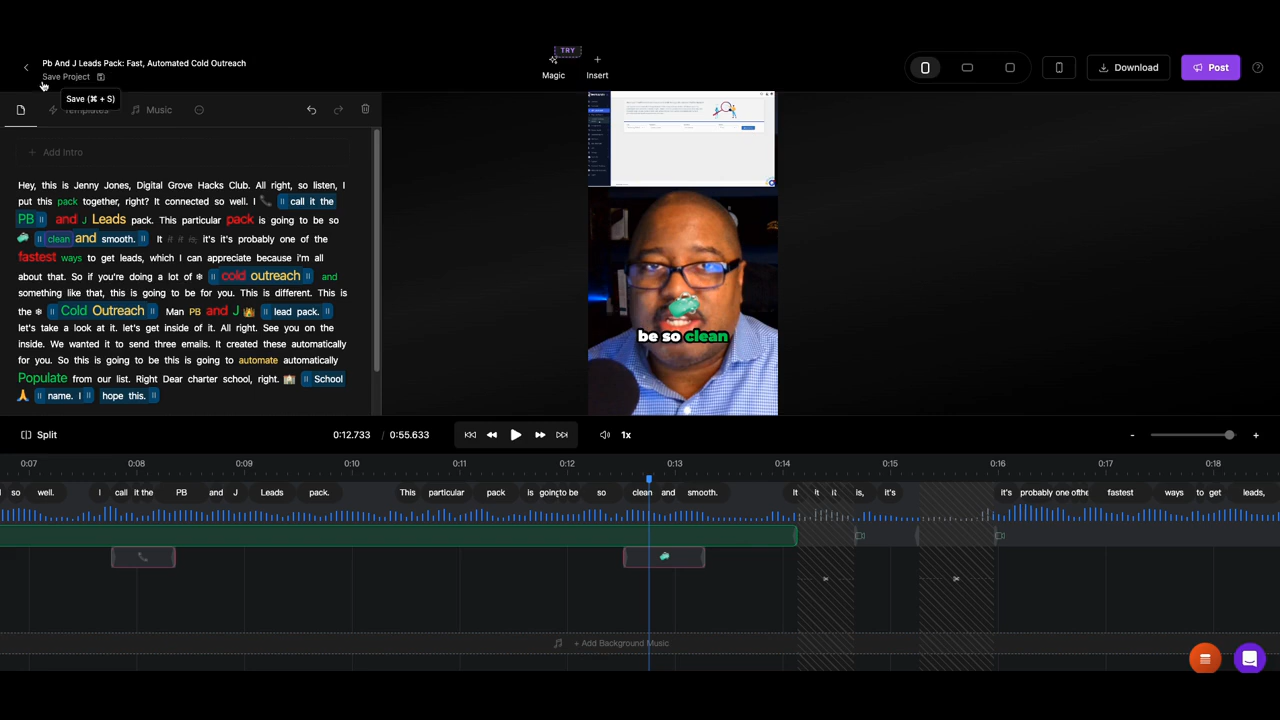 TRY
Pb And J Leads Pack: Fast, Automated Cold Outreach
Save Project
Magic
Insert
Download
Post
Save (⌘ + S)
Templates
Music
+ Add Intro
Hey, this is Anny Jones, Digital Grove Hacks Club. All right, so listen, I
put this pack together, right? It connected so well. I call it the
PB and J Leads pack. This particular pack is going to be so
clean and smooth. It it's it's probably one of the
fastest ways to get leads, which I can appreciate because i'm all
about that. So if you're doing a lot of cold outreach and
something like that, this is going to be for you. This is different. This is
the Cold Outreach Man PB and J lead pack.
let's take a look at it. let's get inside of it. All right. See you on the
inside. We wanted it to send three emails. It created these automatically
for you. So this is going to be this is going to automate automatically
Populate from our list. Right Dear charter school, right. School
name. I hope this.
be so clean
Split
0:12.733 / 0:55.633
1x
- +
0:07 0:08 0:09 0:10 0:11 0:12 0:13 0:14 0:15 0:16 0:17 0:18
so well. I call it the PB and J Leads pack. This particular pack is going to be so clean and smooth. It it it is, it's It's probably one of the fastest ways to get leads,
+ Add Background Music